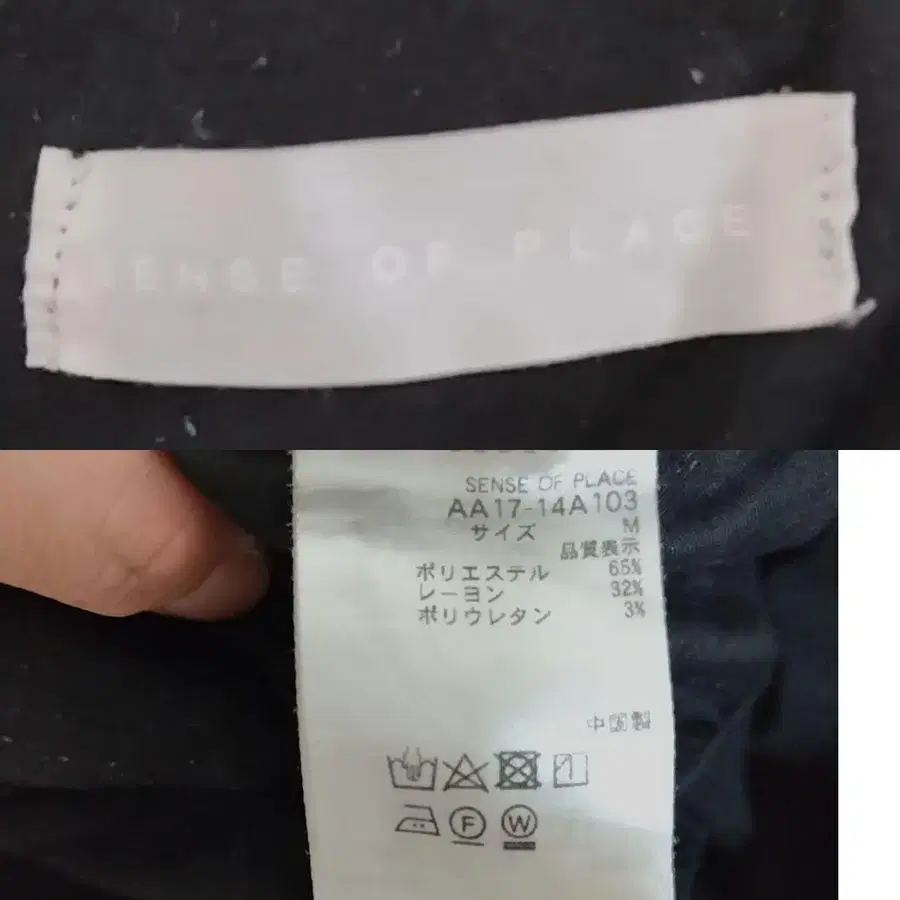 SENSE OF PLACE
SENSE OF PLACE
AA17-14A103
サイズ M
品質表示
ポリエステル 65%
レーヨン 32%
ポリウレタン 3%
中国製
F W